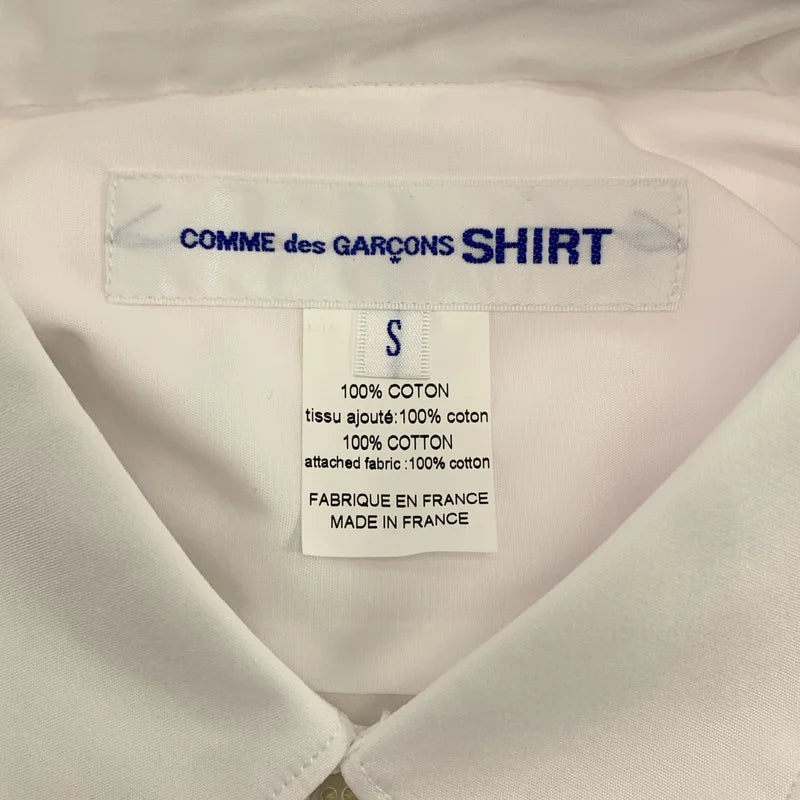 COMME des GARÇONS SHIRT
S
100% COTON
tissu ajouté:100% coton
100% COTTON
attached fabric :100% cotton
FABRIQUE EN FRANCE
MADE IN FRANCE